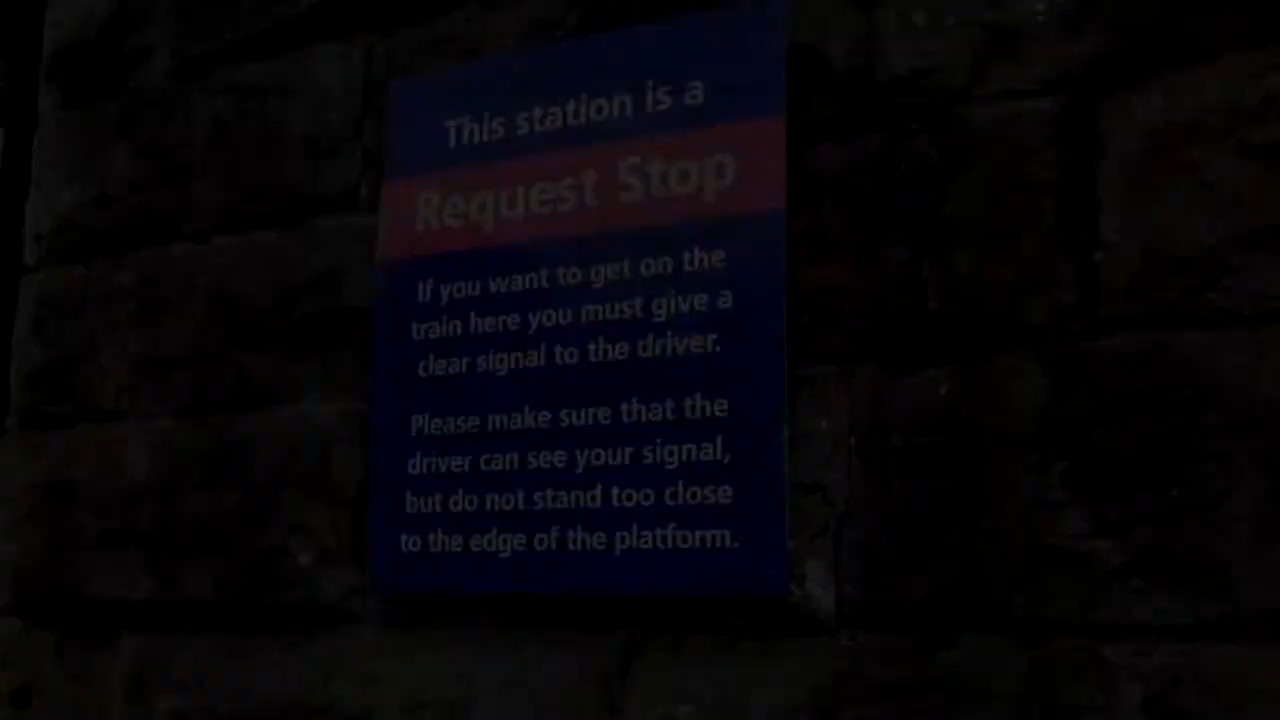 This station is a
Request Stop
If you want to get on the
train here you must give a
clear signal to the driver.
Please make sure that the
driver can see your signal,
but do not stand too close
to the edge of the platform.